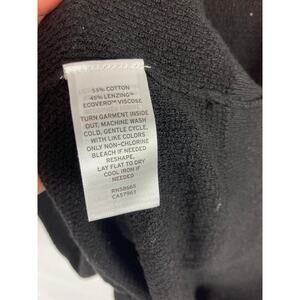 55% COTTON
45% LENZING™
ECOVERO™ VISCOSE
TURN GARMENT INSIDE
OUT, MACHINE WASH
COLD, GENTLE CYCLE,
WITH LIKE COLORS
ONLY NON-CHLORINE
BLEACH IF NEEDED
RESHAPE,
LAY FLAT TO DRY
COOL IRON IF
NEEDED
RN58665
CA57961